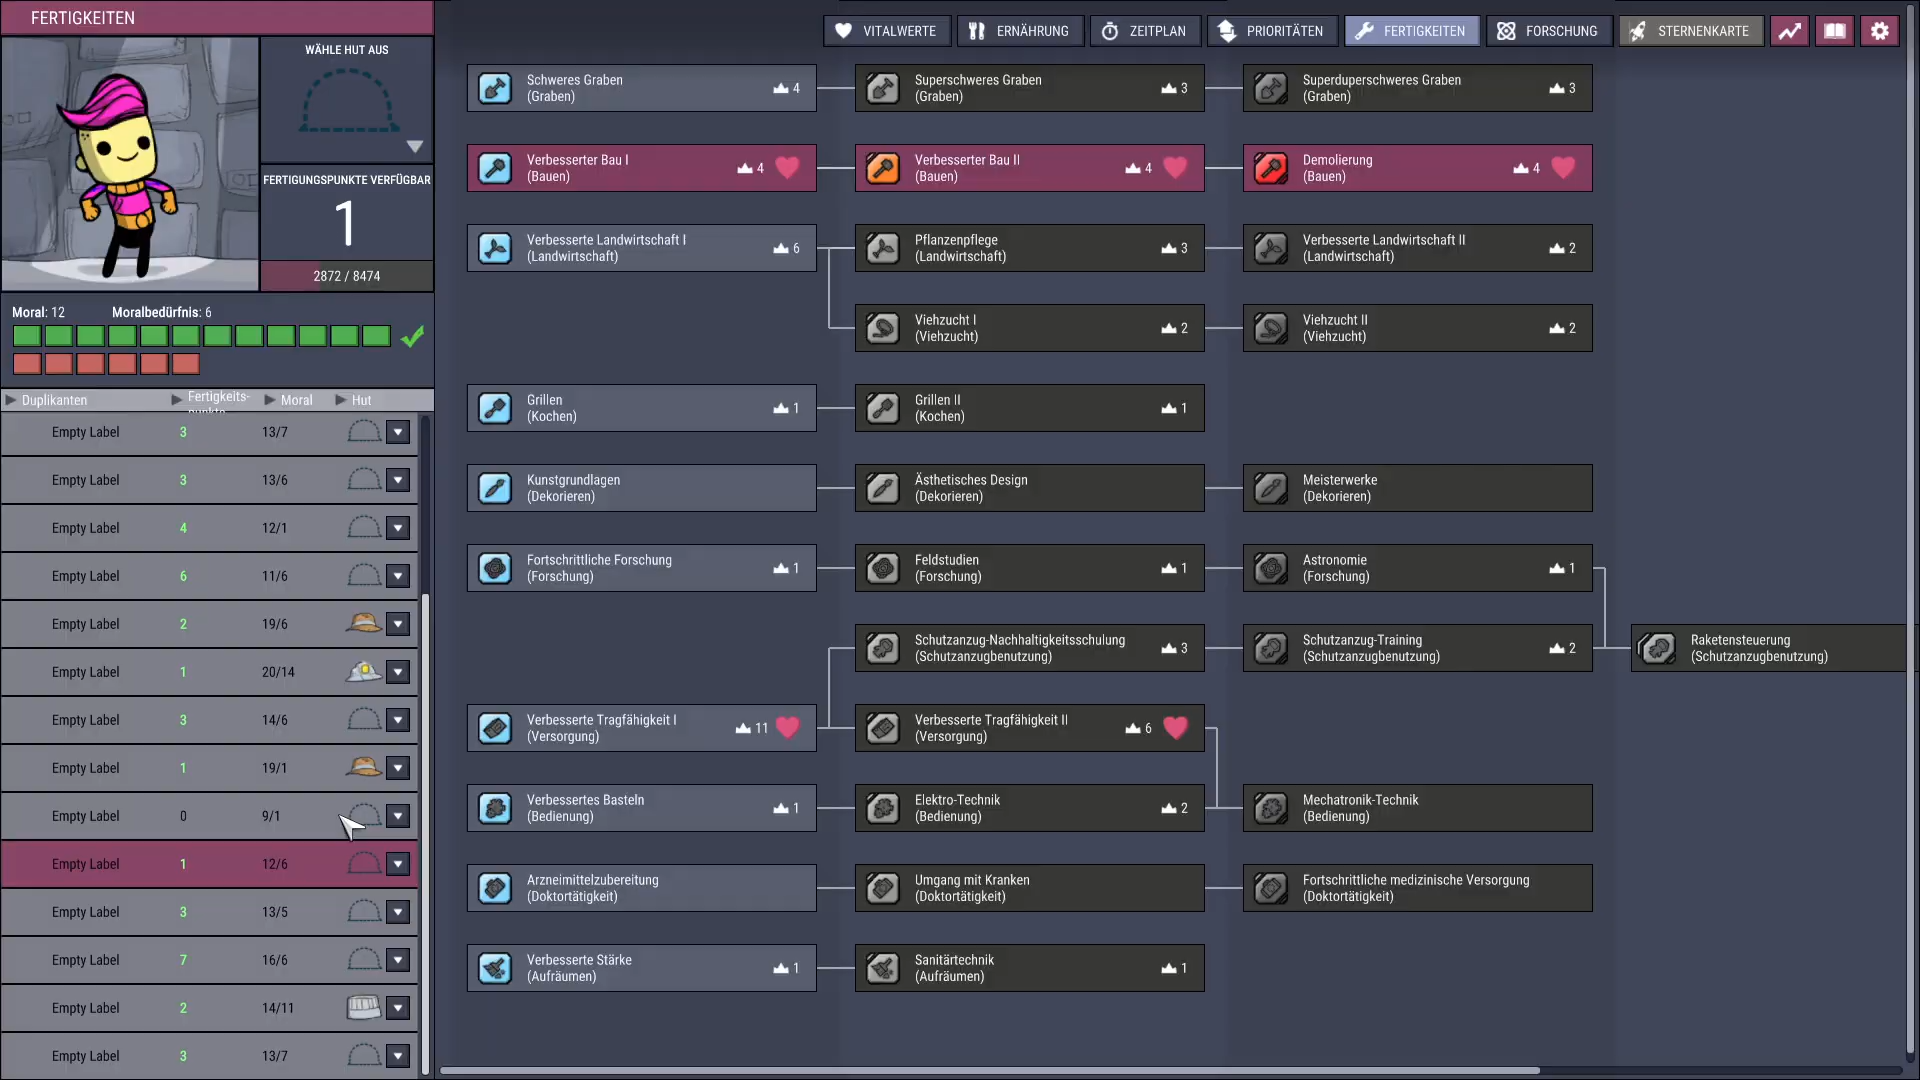 FERTIGKEITEN
WÄHLE HUT AUS
FERTIGUNGSPUNKTE VERFÜGBAR
1
2872 / 8474
Moral: 12 Moralbedürfnis: 6
Duplikanten Fertigkeits- Moral Hut
Empty Label 3 13/7
Empty Label 3 13/6
Empty Label 4 12/1
Empty Label 6 11/6
Empty Label 2 19/6
Empty Label 1 20/14
Empty Label 3 14/6
Empty Label 1 19/1
Empty Label 0 9/1
Empty Label 1 12/6
Empty Label 3 13/5
Empty Label 7 16/6
Empty Label 2 14/11
Empty Label 3 13/7
VITALWERTE ERNÄHRUNG ZEITPLAN PRIORITÄTEN FERTIGKEITEN FORSCHUNG STERNENKARTE
Schweres Graben
(Graben)
4
Superschweres Graben
(Graben)
3
Superduperschweres Graben
(Graben)
3
Verbesserter Bau I
(Bauen)
4
Verbesserter Bau II
(Bauen)
4
Demolierung
(Bauen)
4
Verbesserte Landwirtschaft I
(Landwirtschaft)
6
Pflanzenpflege
(Landwirtschaft)
3
Verbesserte Landwirtschaft II
(Landwirtschaft)
2
Viehzucht I
(Viehzucht)
2
Viehzucht II
(Viehzucht)
2
Grillen
(Kochen)
1
Grillen II
(Kochen)
1
Kunstgrundlagen
(Dekorieren)
Ästhetisches Design
(Dekorieren)
Meisterwerke
(Dekorieren)
Fortschrittliche Forschung
(Forschung)
1
Feldstudien
(Forschung)
1
Astronomie
(Forschung)
1
Schutzanzug-Nachhaltigkeitsschulung
(Schutzanzugbenutzung)
3
Schutzanzug-Training
(Schutzanzugbenutzung)
2
Raketensteuerung
(Schutzanzugbenutzung)
Verbesserte Tragfähigkeit I
(Versorgung)
11
Verbesserte Tragfähigkeit II
(Versorgung)
6
Verbessertes Basteln
(Bedienung)
1
Elektro-Technik
(Bedienung)
2
Mechatronik-Technik
(Bedienung)
Arzneimittelzubereitung
(Doktortätigkeit)
Umgang mit Kranken
(Doktortätigkeit)
Fortschrittliche medizinische Versorgung
(Doktortätigkeit)
Verbesserte Stärke
(Aufräumen)
1
Sanitärtechnik
(Aufräumen)
1